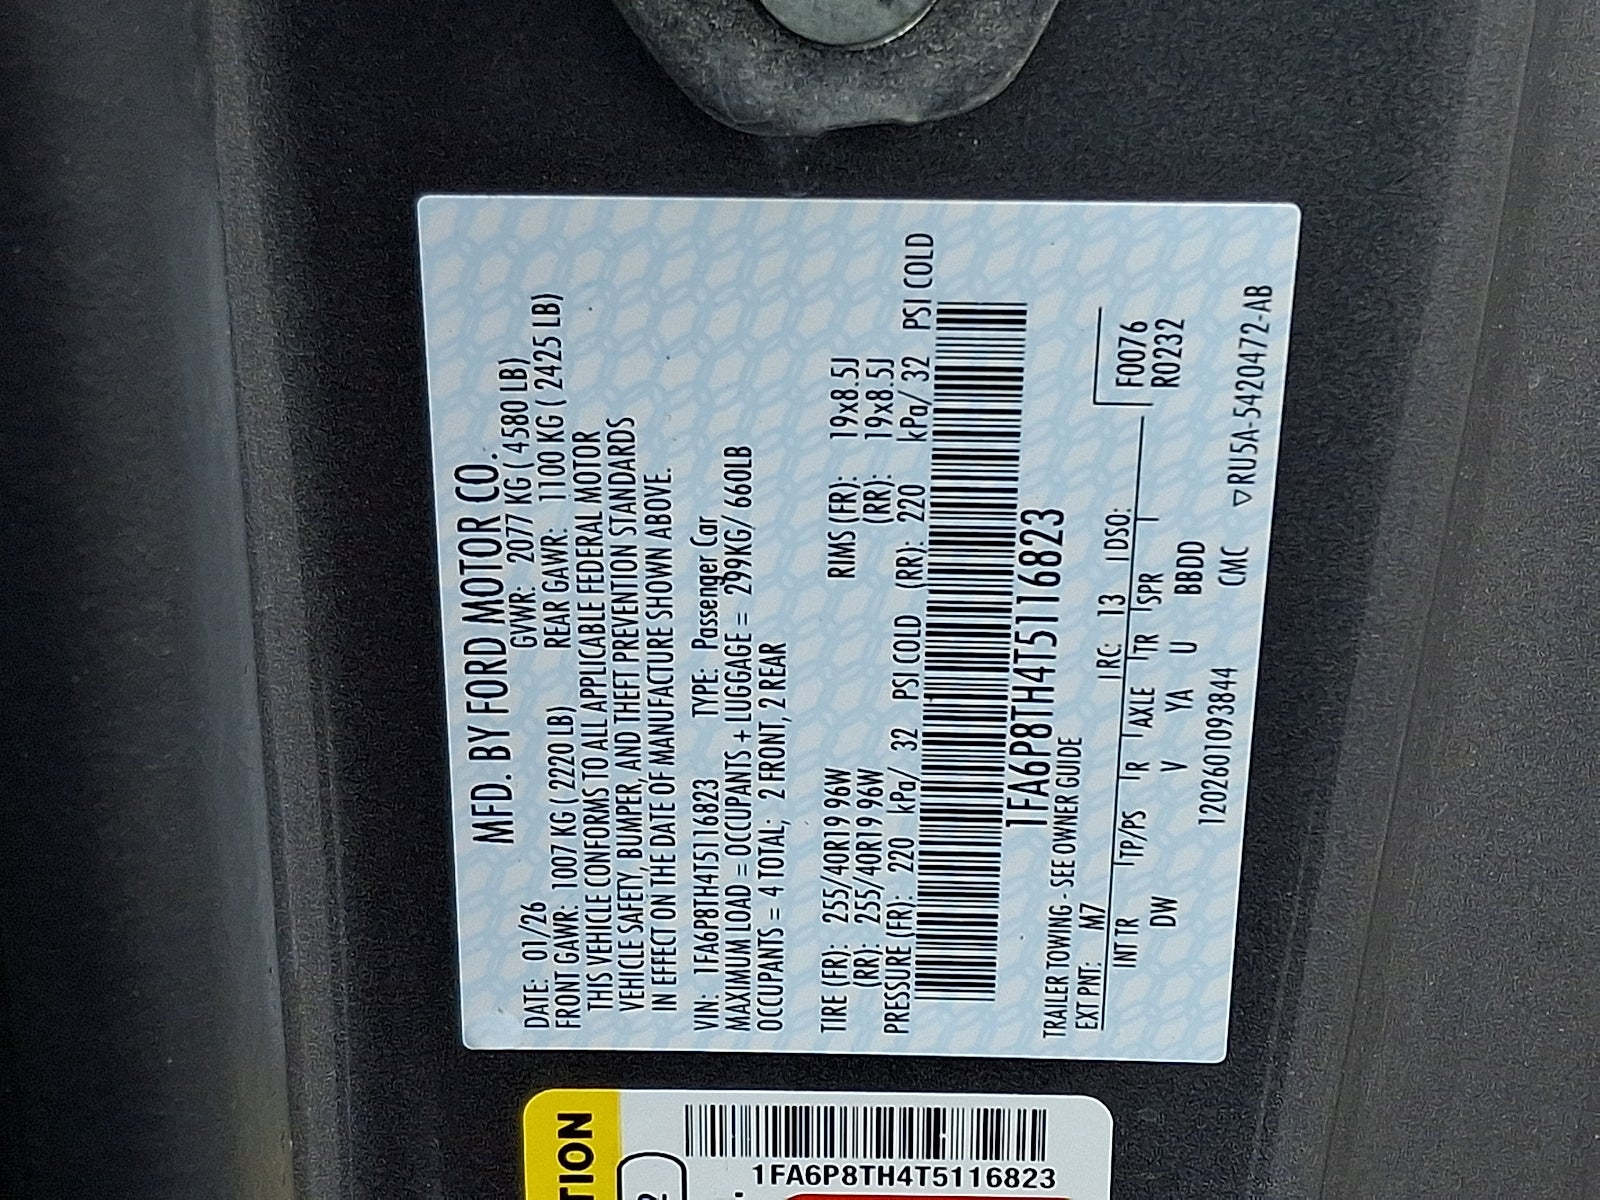 MFD. BY FORD MOTOR CO.
DATE: 01/26 GVWR: 2077 KG ( 4580 LB)
FRONT GAWR: 1007 KG ( 2220 LB) REAR GAWR: 1100 KG ( 2425 LB)
THIS VEHICLE CONFORMS TO ALL APPLICABLE FEDERAL MOTOR
VEHICLE SAFETY, BUMPER, AND THEFT PREVENTION STANDARDS
IN EFFECT ON THE DATE OF MANUFACTURE SHOWN ABOVE.
VIN: 1FA6P8TH4T5116823 TYPE: Passenger Car
MAXIMUM LOAD = OCCUPANTS + LUGGAGE = 299KG/ 660LB
OCCUPANTS = 4 TOTAL; 2 FRONT, 2 REAR
TIRE (FR): 255/40R19 96W RIMS (FR): 19x8.5J
(RR): 255/40R19 96W (RR): 19x8.5J
PRESSURE (FR): 220 kPa/ 32 PSI COLD (RR): 220 kPa/ 32 PSI COLD
1FA6P8TH4T5116823
TRAILER TOWING - SEE OWNER GUIDE
EXT PNT: M7 RC: 13 DSO: F0076
INT TR TP/PS R AXLE TR SPR R0232
DW V YA U BBDD
1202601093844 CMC ▽RU5A-5420472-AB
TION
2
1FA6P8TH4T5116823